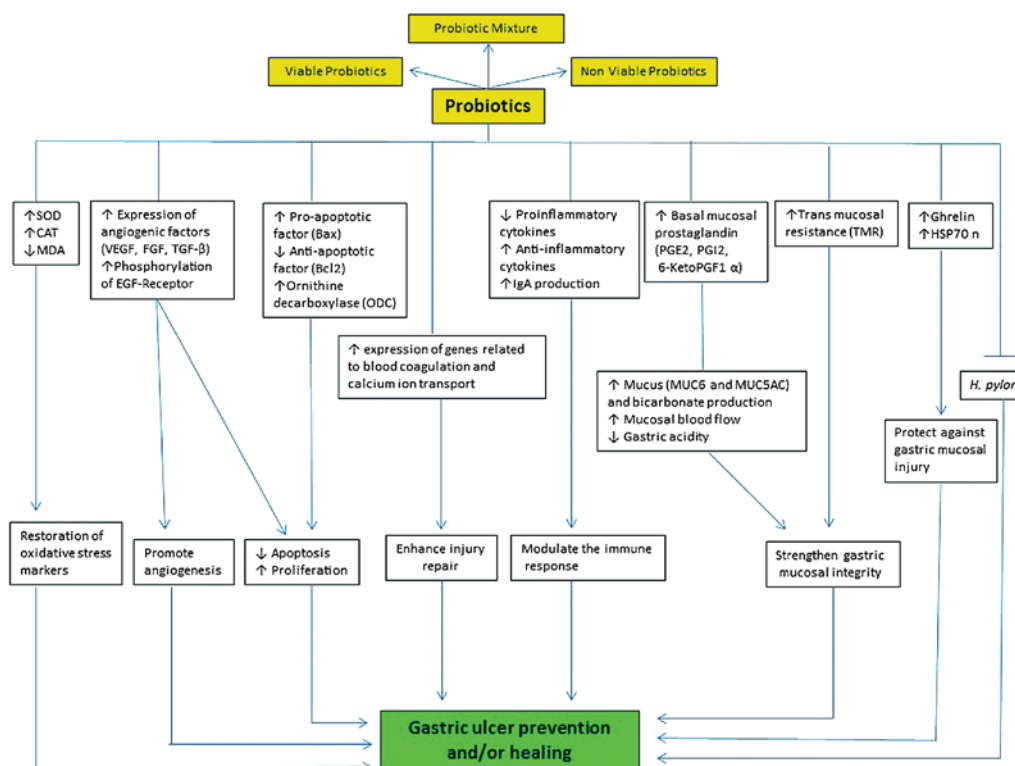 Probiotic Mixture
Viable Probiotics
Non Viable Probiotics
Probiotics
↑SOD
↑CAT
↓MDA
↑ Expression of
angiogenic factors
(VEGF, FGF, TGF-β)
↑Phosphorylation
of EGF-Receptor
↑ Pro-apoptotic
factor (Bax)
↓ Anti-apoptotic
factor (Bcl2)
↑Ornithine
decarboxylase (ODC)
↑ expression of genes related
to blood coagulation and
calcium ion transport
↓ Proinflammatory
cytokines
↑ Anti-inflammatory
cytokines
↑IgA production
↑ Basal mucosal
prostaglandin
(PGE2, PGI2,
6-KetoPGF1 α)
↑Trans mucosal
resistance (TMR)
↑Ghrelin
↑HSP70 n
↑ Mucus (MUC6 and MUC5AC)
and bicarbonate production
↑ Mucosal blood flow
↓ Gastric acidity
H. pylori
Protect against
gastric mucosal
injury
Restoration of
oxidative stress
markers
Promote
angiogenesis
↓ Apoptosis
↑ Proliferation
Enhance injury
repair
Modulate the immune
response
Strengthen gastric
mucosal integrity
Gastric ulcer prevention
and/or healing